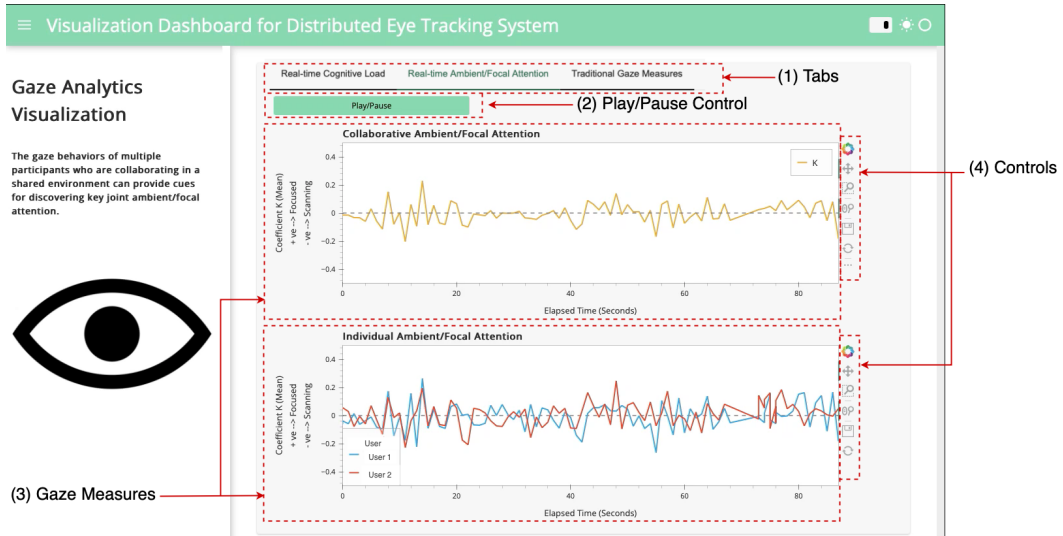 Visualization Dashboard for Distributed Eye Tracking System
Gaze Analytics
Visualization
The gaze behaviors of multiple
participants who are collaborating in a
shared environment can provide cues
for discovering key joint ambient/focal
attention.
Real-time Cognitive Load
Real-time Ambient/Focal Attention
Traditional Gaze Measures
(1) Tabs
Play/Pause
(2) Play/Pause Control
Collaborative Ambient/Focal Attention
Coefficient K (Mean)
+ ve --> Focused
- ve --> Scanning
0.4
0.2
0
−0.2
−0.4
K
0
20
40
60
80
Elapsed Time (Seconds)
(4) Controls
Individual Ambient/Focal Attention
Coefficient K (Mean)
+ ve --> Focused
- ve --> Scanning
0.4
0.2
0
-0.2
-0.4
User
User 1
User 2
0
20
40
60
80
Elapsed Time (Seconds)
(3) Gaze Measures